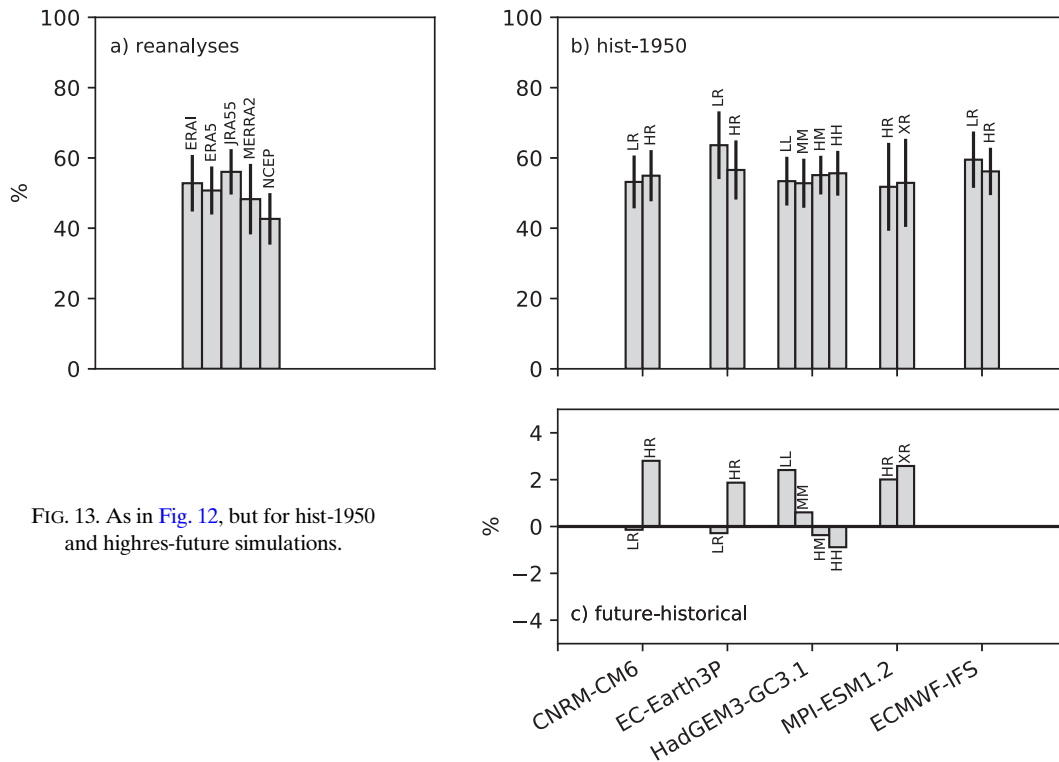 100
80
60
40
20
0
%
a) reanalyses
ERAI
ERA5
JRA55
MERRA2
NCEP
100
80
60
40
20
0
%
b) hist-1950
LR
HR
LR
HR
LL
MM
HM
HH
HR
XR
LR
HR
4
2
0
−2
−4
%
LR
HR
LR
HR
LL
MM
HM
HH
HR
XR
c) future-historical
CNRM-CM6
EC-Earth3P
HadGEM3-GC3.1
MPI-ESM1.2
ECMWF-IFS
FIG. 13. As in Fig. 12, but for hist-1950
and highres-future simulations.